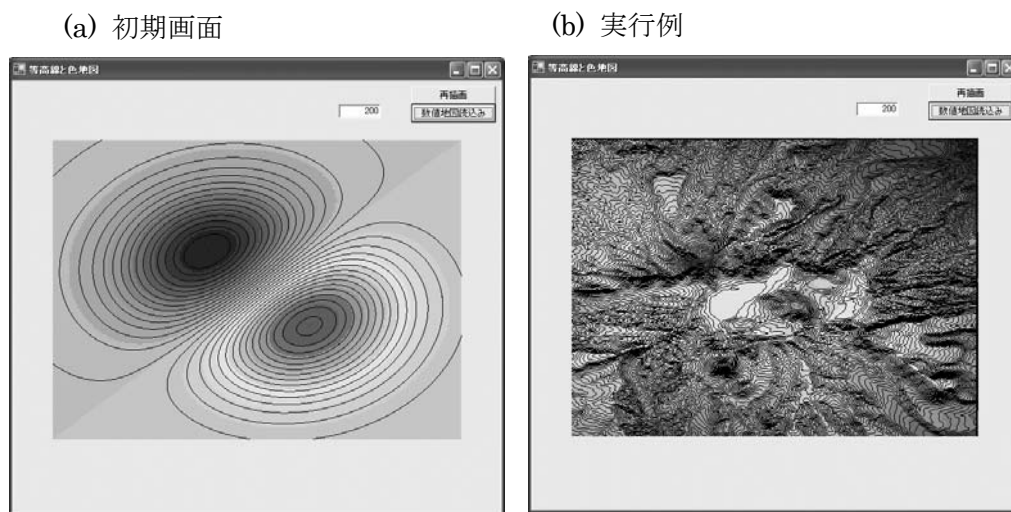 (a) 初期画面
等高線と色地図
再描画
200
数値地図読込み
(b) 実行例
等高線と色地図
再描画
200
数値地図読込み